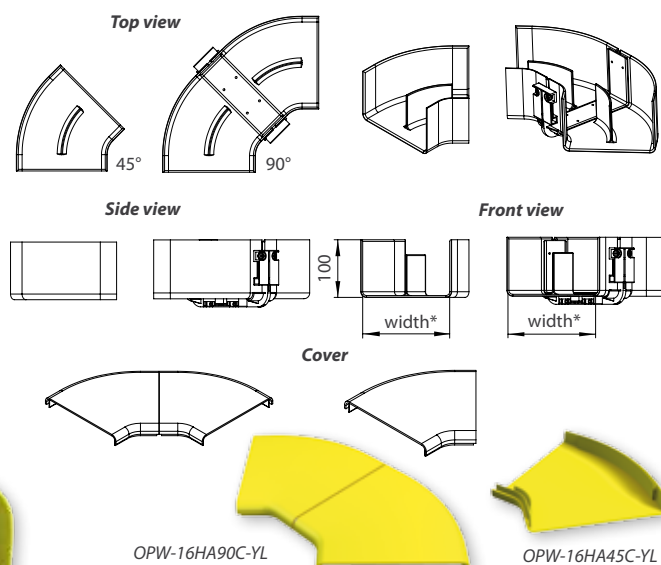 Top view
45°
90°
Side view
Front view
100
width*
width*
Cover
OPW-16HA90C-YL
OPW-16HA45C-YL